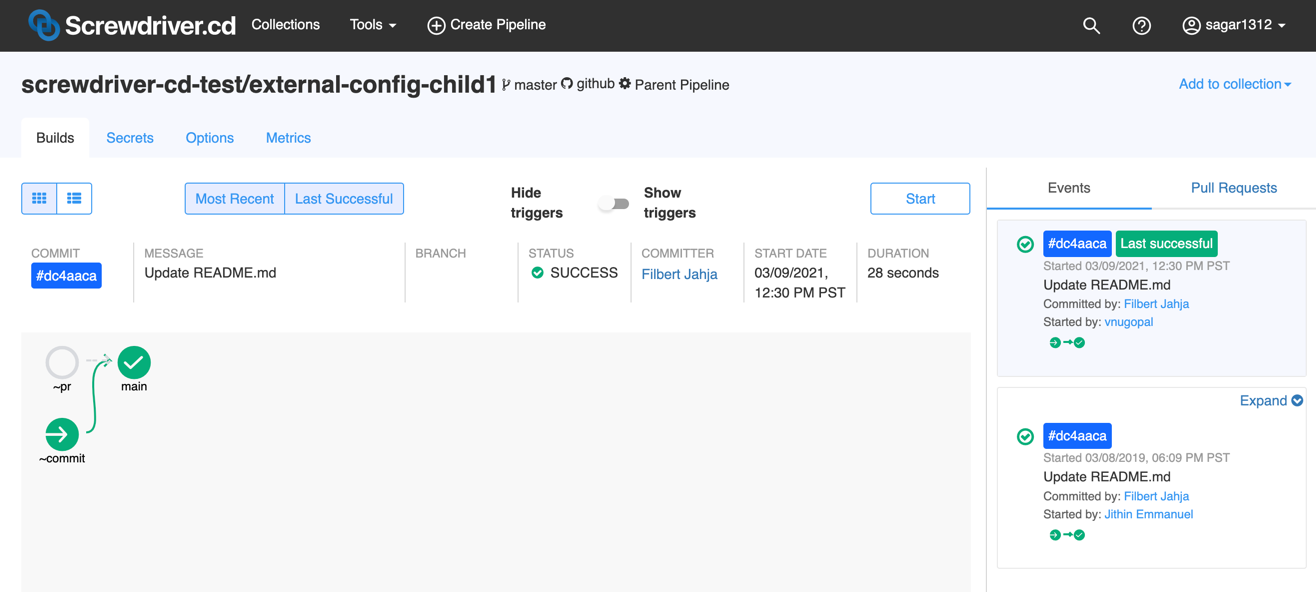 Screwdriver.cd Collections Tools Create Pipeline sagar1312
screwdriver-cd-test/external-config-child1 master github Parent Pipeline Add to collection
Builds Secrets Options Metrics
Most Recent Last Successful
Hide triggers
Show triggers
Start
COMMIT
#dc4aaca
MESSAGE
Update README.md
BRANCH
STATUS
SUCCESS
COMMITTER
Filbert Jahja
START DATE
03/09/2021,
12:30 PM PST
DURATION
28 seconds
~pr
main
~commit
Events Pull Requests
#dc4aaca Last successful
Started 03/09/2021, 12:30 PM PST
Update README.md
Committed by: Filbert Jahja
Started by: vnugopal
Expand
#dc4aaca
Started 03/08/2019, 06:09 PM PST
Update README.md
Committed by: Filbert Jahja
Started by: Jithin Emmanuel